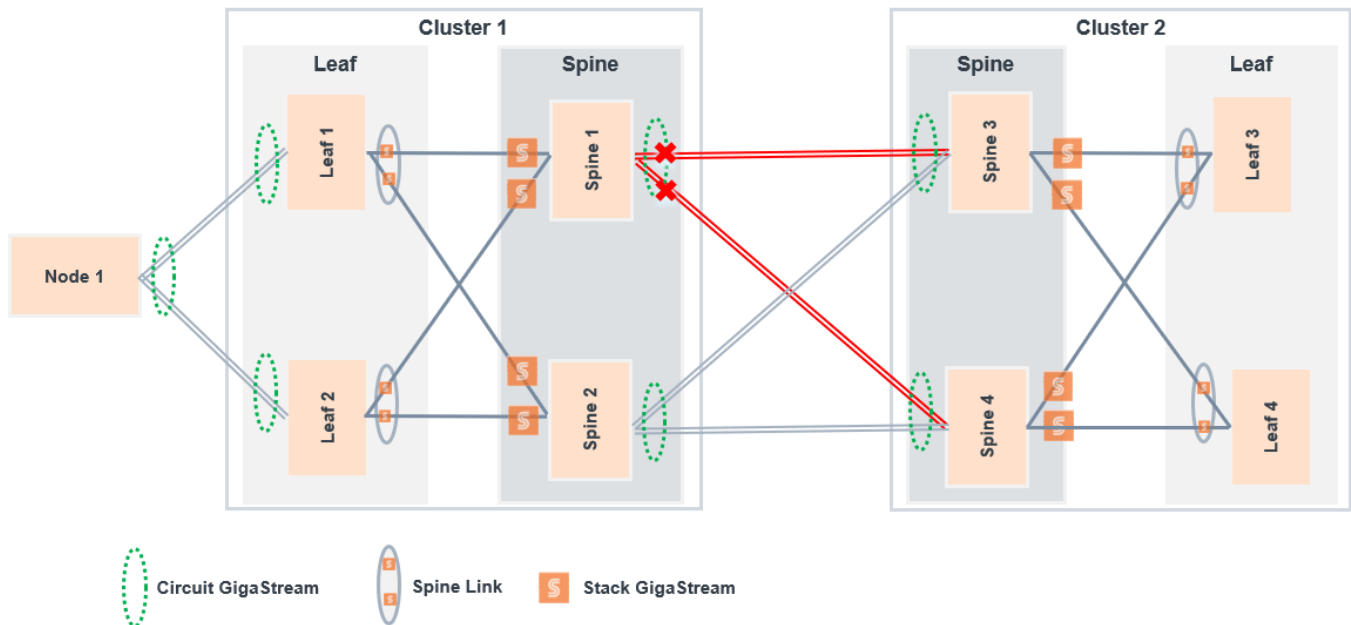 Cluster 1
Cluster 2
Leaf
Spine
Spine
Leaf
Leaf 1
Spine 1
Spine 3
Leaf 3
Node 1
Leaf 2
Spine 2
Spine 4
Leaf 4
Circuit GigaStream
Spine Link
Stack GigaStream